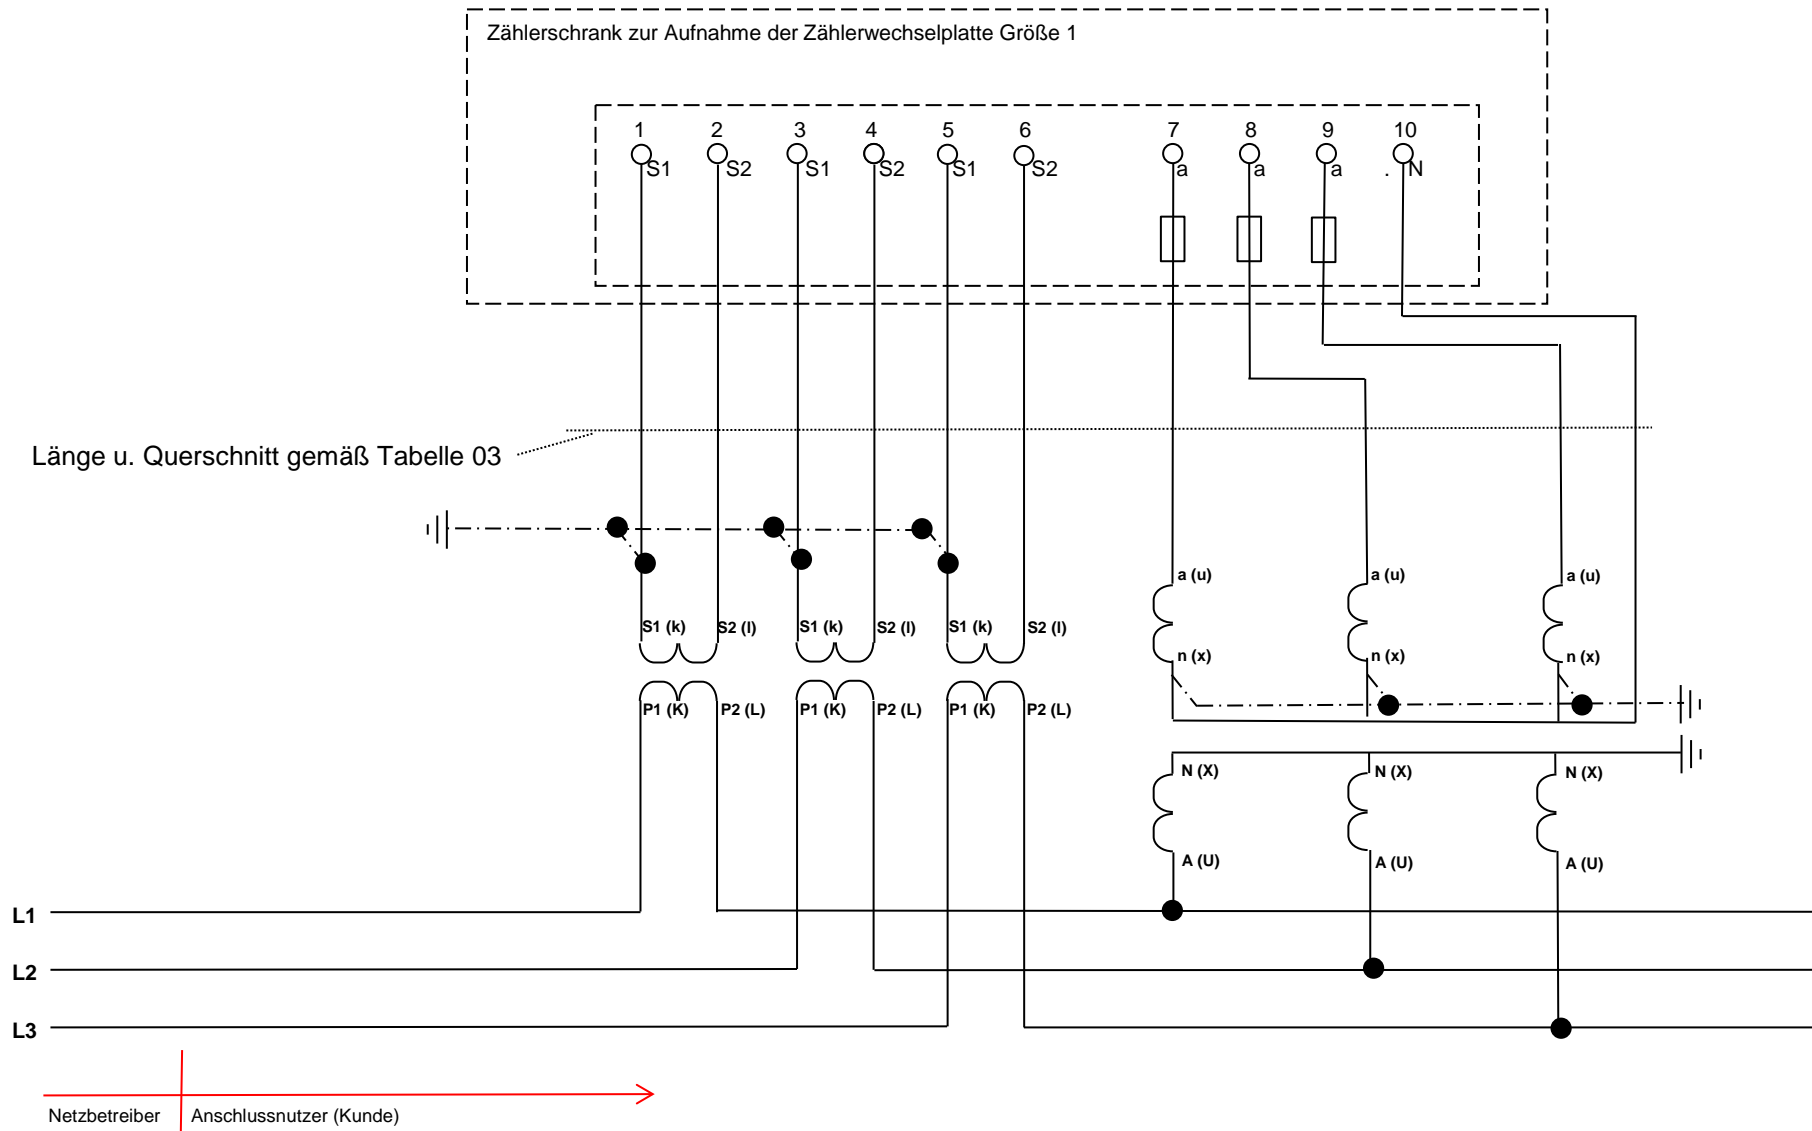 Zählerschrank zur Aufnahme der Zählerwechselplatte Größe 1
1 2 3 4 5 6 7 8 9 10
S1 S2 S1 S2 S1 S2 a a a . N
Länge u. Querschnitt gemäß Tabelle 03
a (u) a (u) a (u)
S1 (k) S2 (l) S1 (k) S2 (l) S1 (k) S2 (l)
n (x) n (x) n (x)
P1 (K) P2 (L) P1 (K) P2 (L) P1 (K) P2 (L)
N (X) N (X) N (X)
A (U) A (U) A (U)
L1
L2
L3
Netzbetreiber Anschlussnutzer (Kunde)